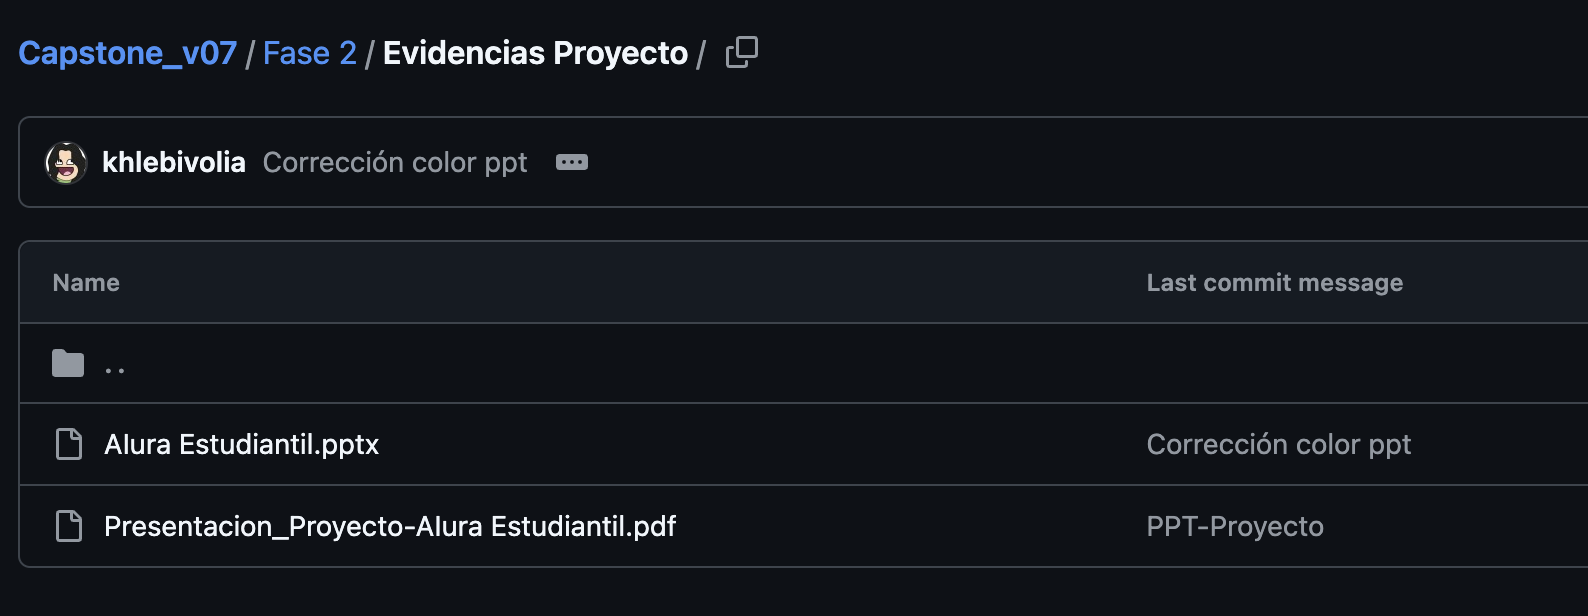 Capstone_v07 / Fase 2 / Evidencias Proyecto /
khlebivolia Corrección color ppt
Name Last commit message
..
Alura Estudiantil.pptx Corrección color ppt
Presentacion_Proyecto-Alura Estudiantil.pdf PPT-Proyecto